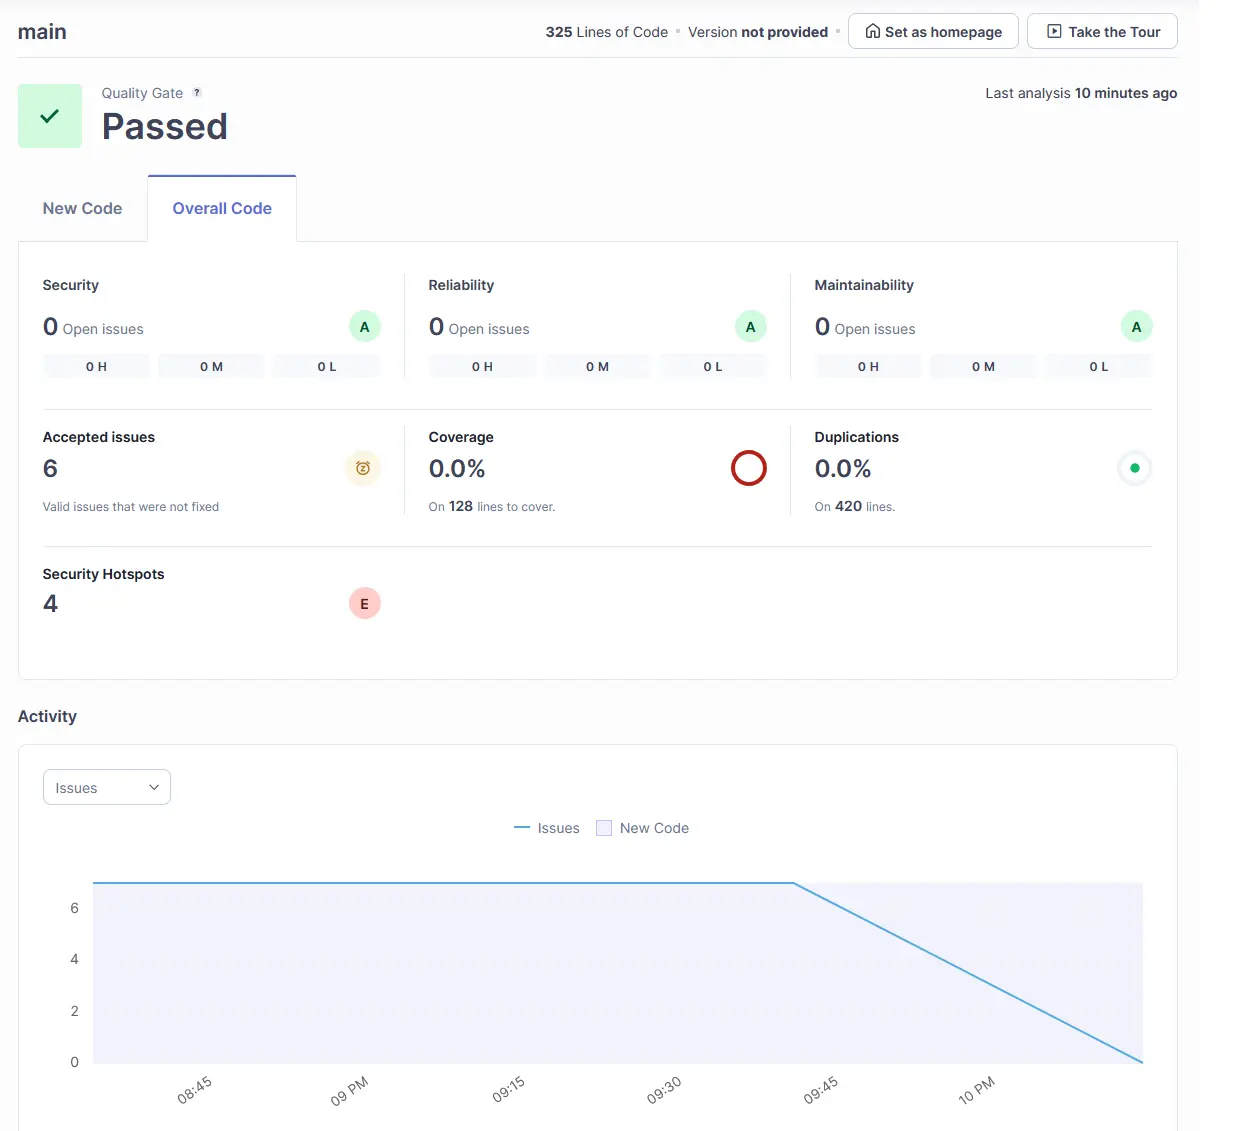 main
325 Lines of Code • Version not provided •
Set as homepage
Take the Tour
Quality Gate ?
Passed
Last analysis 10 minutes ago
New Code
Overall Code
Security
0 Open issues
A
0 H
0 M
0 L
Reliability
0 Open issues
A
0 H
0 M
0 L
Maintainability
0 Open issues
A
0 H
0 M
0 L
Accepted issues
6
Valid issues that were not fixed
Coverage
0.0%
On 128 lines to cover.
Duplications
0.0%
On 420 lines.
Security Hotspots
4
E
Activity
Issues
Issues
New Code
6
4
2
0
08:45
09 PM
09:15
09:30
09:45
10 PM